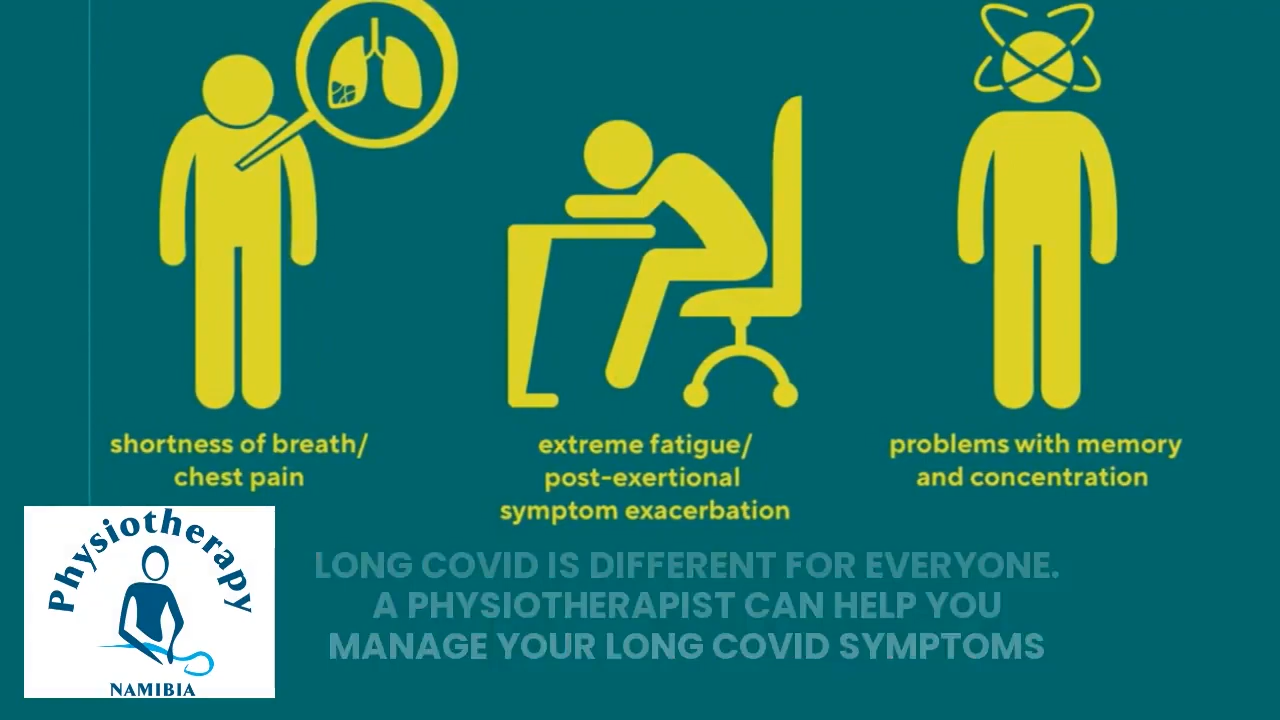 shortness of breath/
chest pain
extreme fatigue/
post-exertional
symptom exacerbation
problems with memory
and concentration
Physiotherapy
NAMIBIA
LONG COVID IS DIFFERENT FOR EVERYONE.
A PHYSIOTHERAPIST CAN HELP YOU
MANAGE YOUR LONG COVID SYMPTOMS